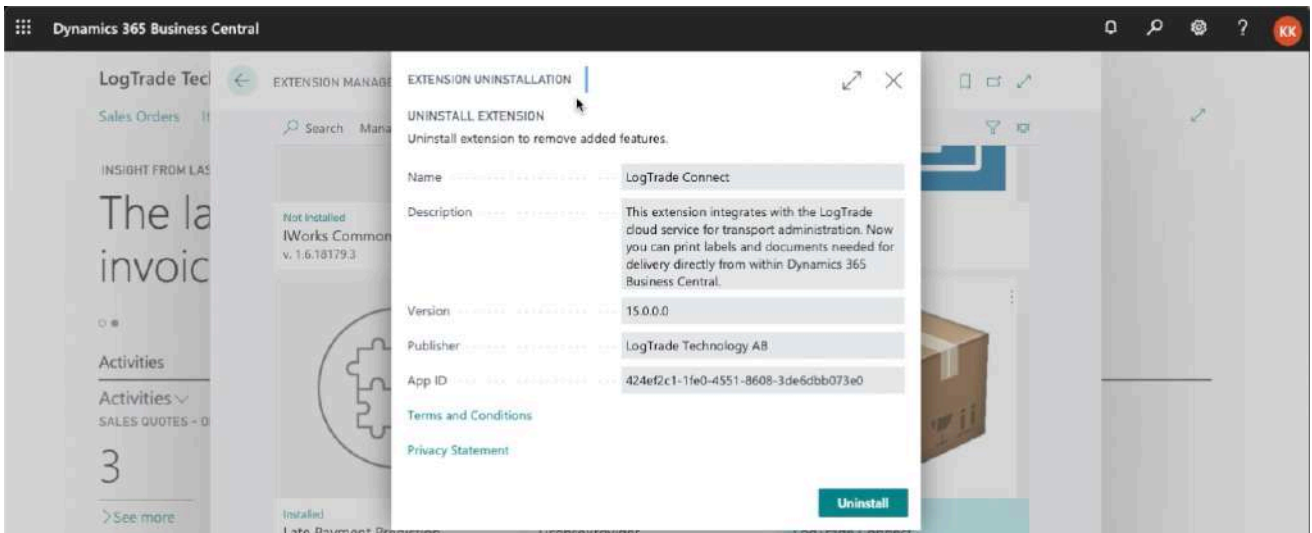 Dynamics 365 Business Central
KK
LogTrade Tec
EXTENSION MANAGE
Sales Orders
Search Mana
INSIGHT FROM LAS
The la
invoic
Not Installed
IWorks Common
v. 1.6.18179.3
Activities
Activities
SALES QUOTES - O
3
>See more
Installed
Late Payment Prediction
LogTrade Connect
EXTENSION UNINSTALLATION
UNINSTALL EXTENSION
Uninstall extension to remove added features.
Name
LogTrade Connect
Description
This extension integrates with the LogTrade
cloud service for transport administration. Now
you can print labels and documents needed for
delivery directly from within Dynamics 365
Business Central.
Version
15.0.0.0
Publisher
LogTrade Technology AB
App ID
424ef2c1-1fe0-4551-8608-3de6dbb073e0
Terms and Conditions
Privacy Statement
Uninstall